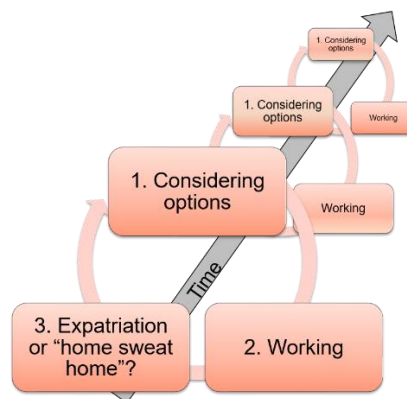 1. Considering
options
1. Considering
options
Working
1. Considering
options
Working
Time
3. Expatriation
or “home sweat
home”?
2. Working